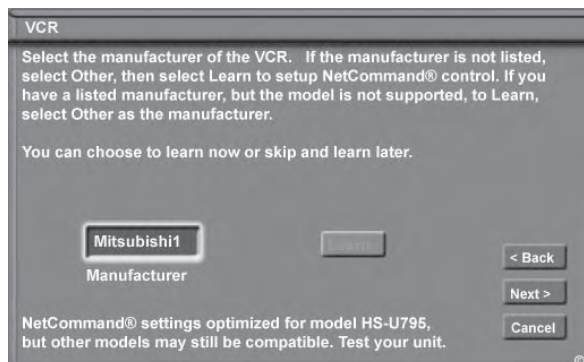 VCR
Select the manufacturer of the VCR. If the manufacturer is not listed,
select Other, then select Learn to setup NetCommand® control. If you
have a listed manufacturer, but the model is not supported, to Learn,
select Other as the manufacturer.
You can choose to learn now or skip and learn later.
Mitsubishi1
Learn
Manufacturer
< Back
Next >
NetCommand® settings optimized for model HS-U795,
but other models may still be compatible. Test your unit.
Cancel
©